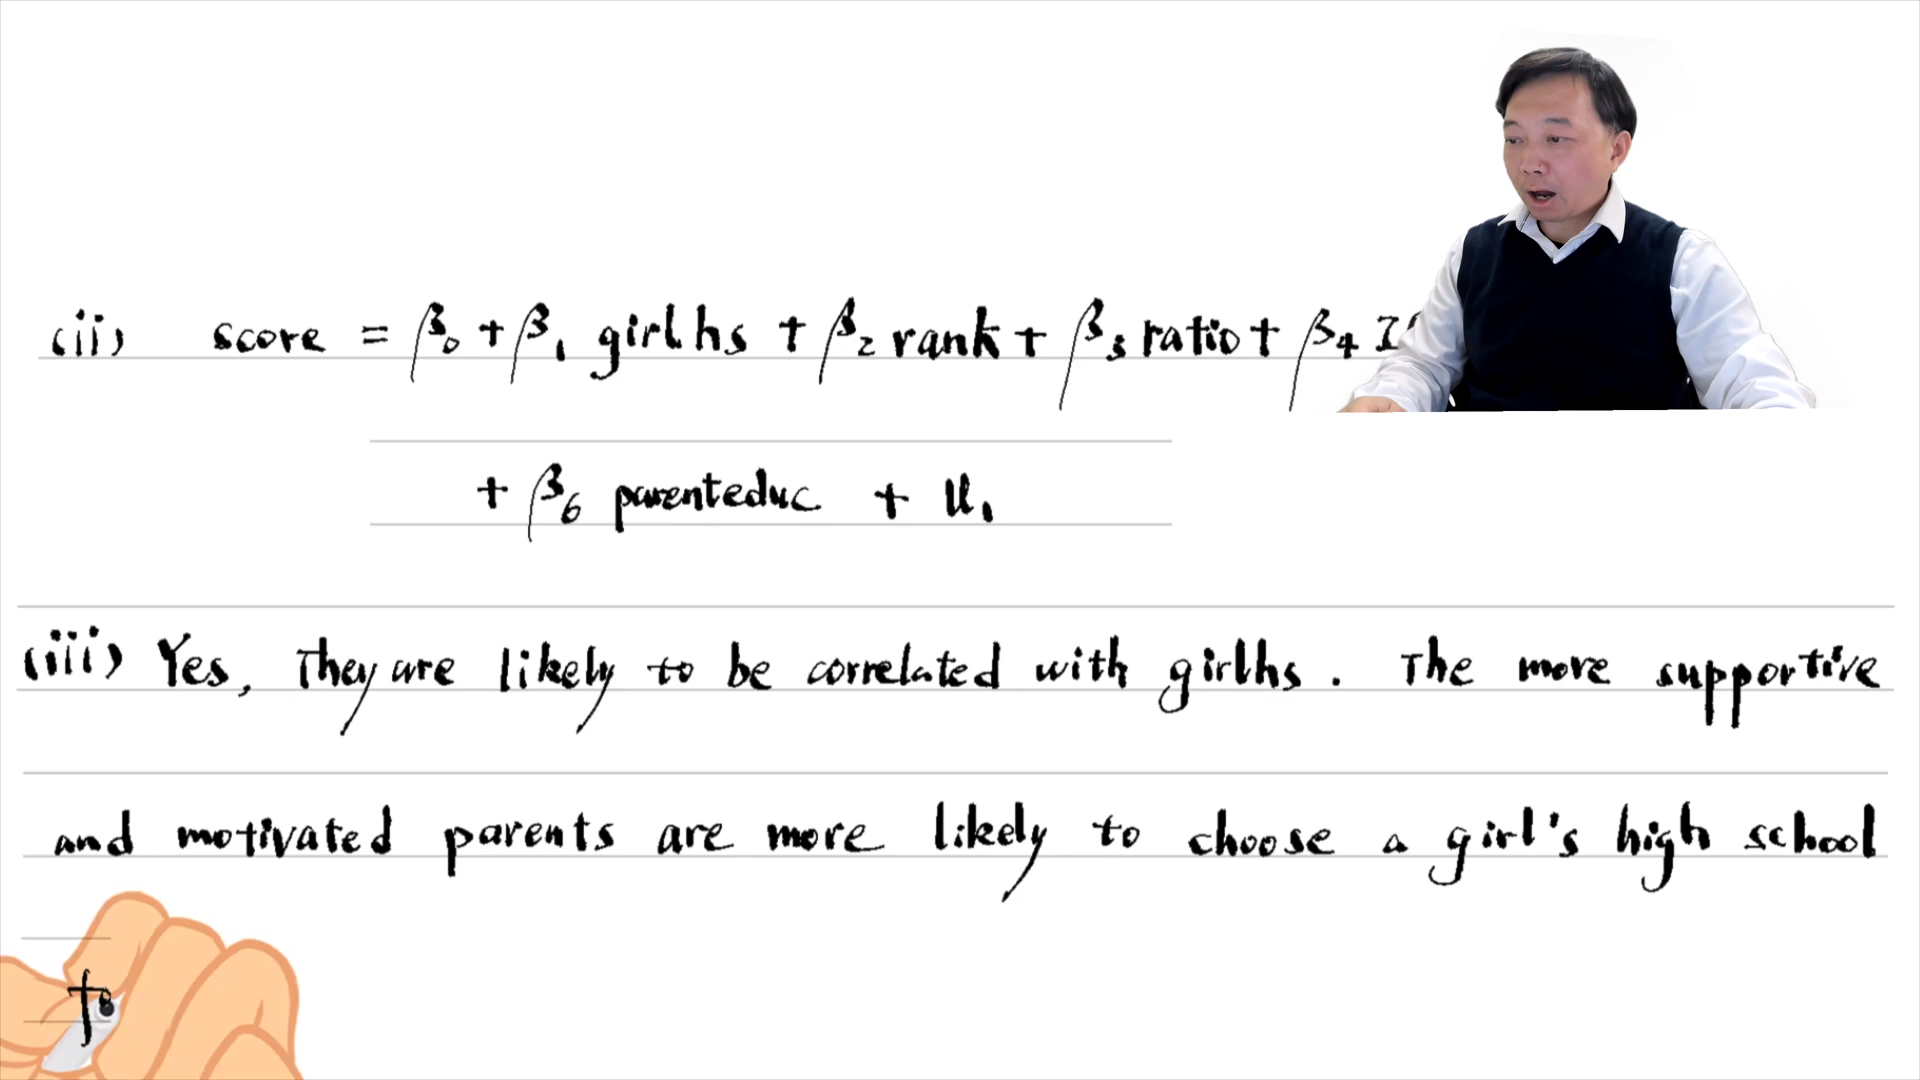 (ii) score = β₀ + β₁ girlhs + β₂ rank + β₃ ratio + β₄
+ β₆ parenteduc + u₁
(iii) Yes, They are likely to be correlated with girlhs. The more supportive
and motivated parents are more likely to choose a girl's high school